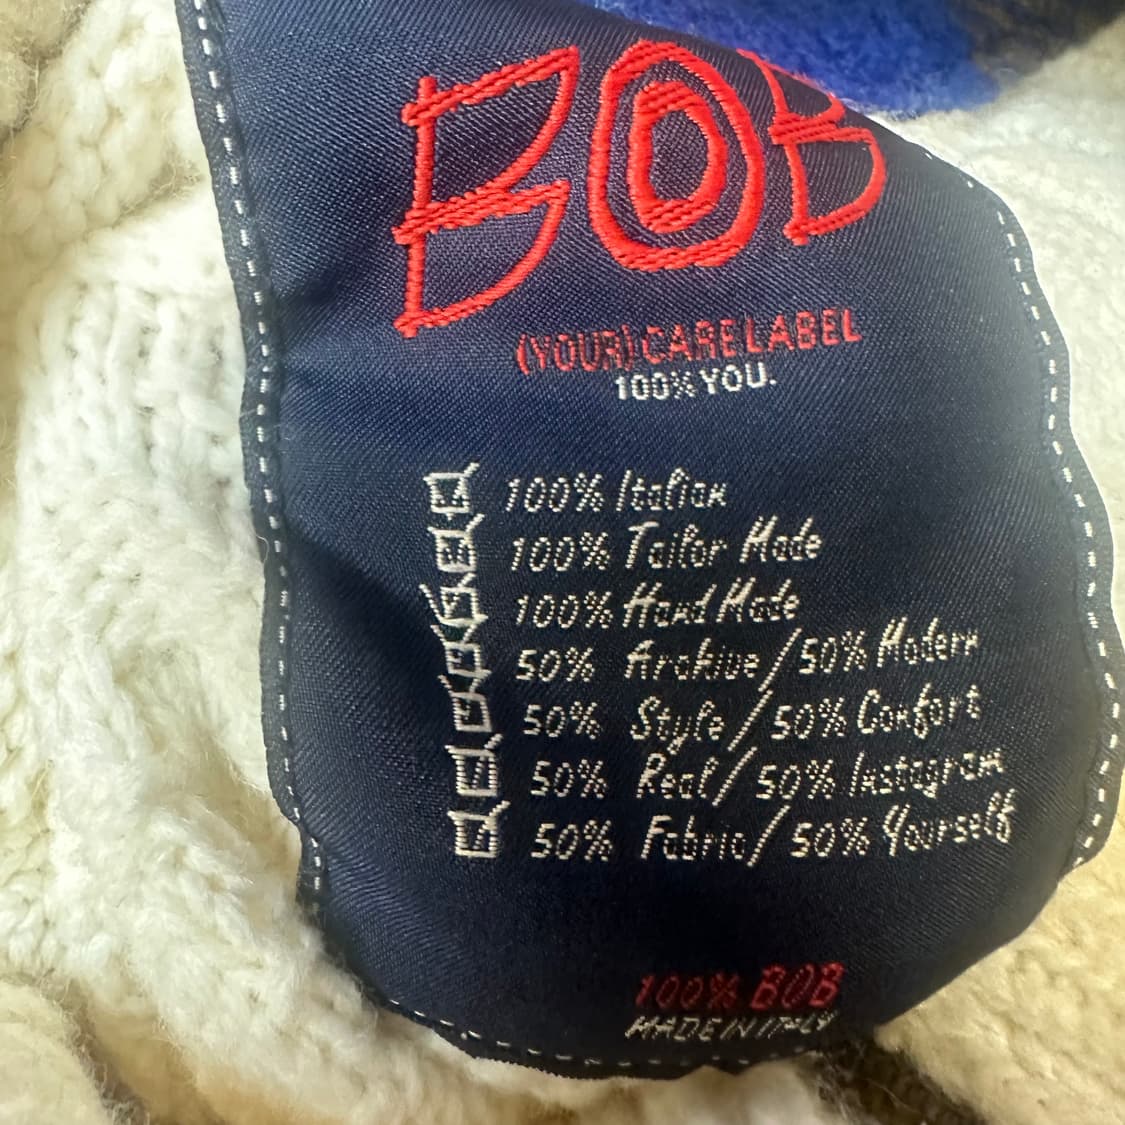 BOB
(YOUR) CARE LABEL
100% YOU.
100% Italian
100% Tailor Made
100% Hand Made
50% Archive / 50% Modern
50% Style / 50% Comfort
50% Real / 50% Instagram
50% Fabric / 50% Yourself
100% BOB
MADE IN ITALY